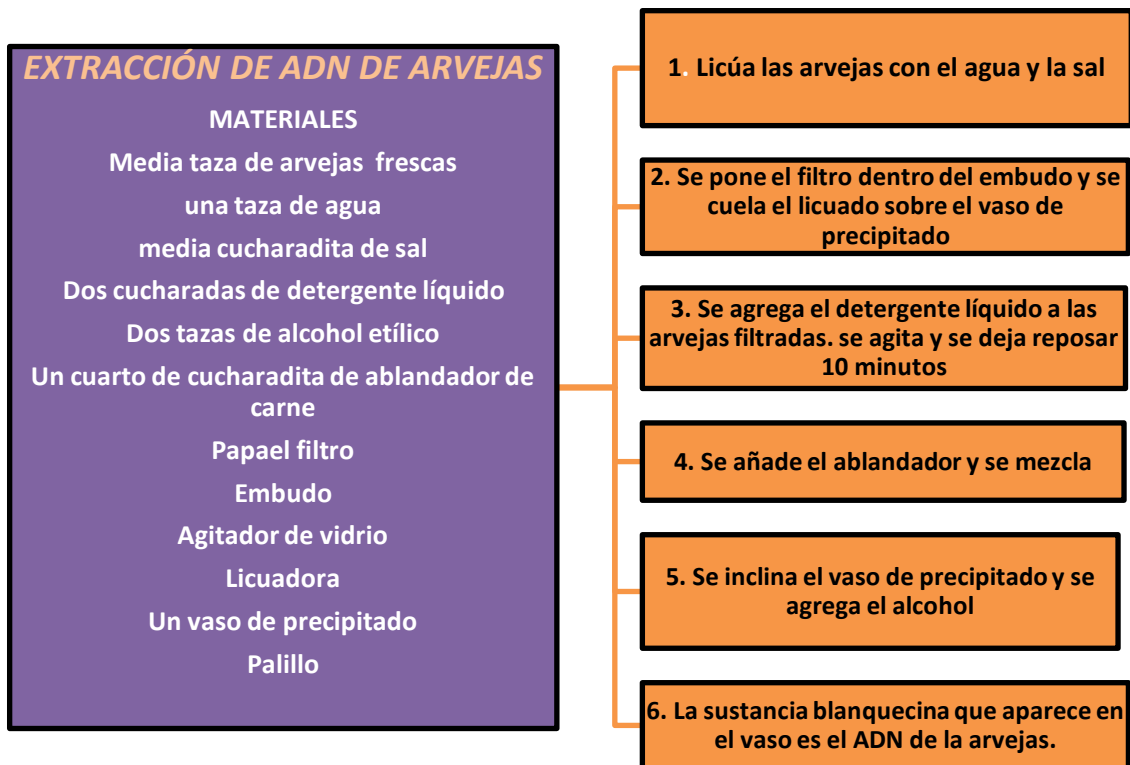 EXTRACCIÓN DE ADN DE ARVEJAS
MATERIALES
Media taza de arvejas frescas
una taza de agua
media cucharadita de sal
Dos cucharadas de detergente líquido
Dos tazas de alcohol etílico
Un cuarto de cucharadita de ablandador de
carne
Papael filtro
Embudo
Agitador de vidrio
Licuadora
Un vaso de precipitado
Palillo
1. Licúa las arvejas con el agua y la sal
2. Se pone el filtro dentro del embudo y se
cuela el licuado sobre el vaso de
precipitado
3. Se agrega el detergente líquido a las
arvejas filtradas. se agita y se deja reposar
10 minutos
4. Se añade el ablandador y se mezcla
5. Se inclina el vaso de precipitado y se
agrega el alcohol
6. La sustancia blanquecina que aparece en
el vaso es el ADN de la arvejas.